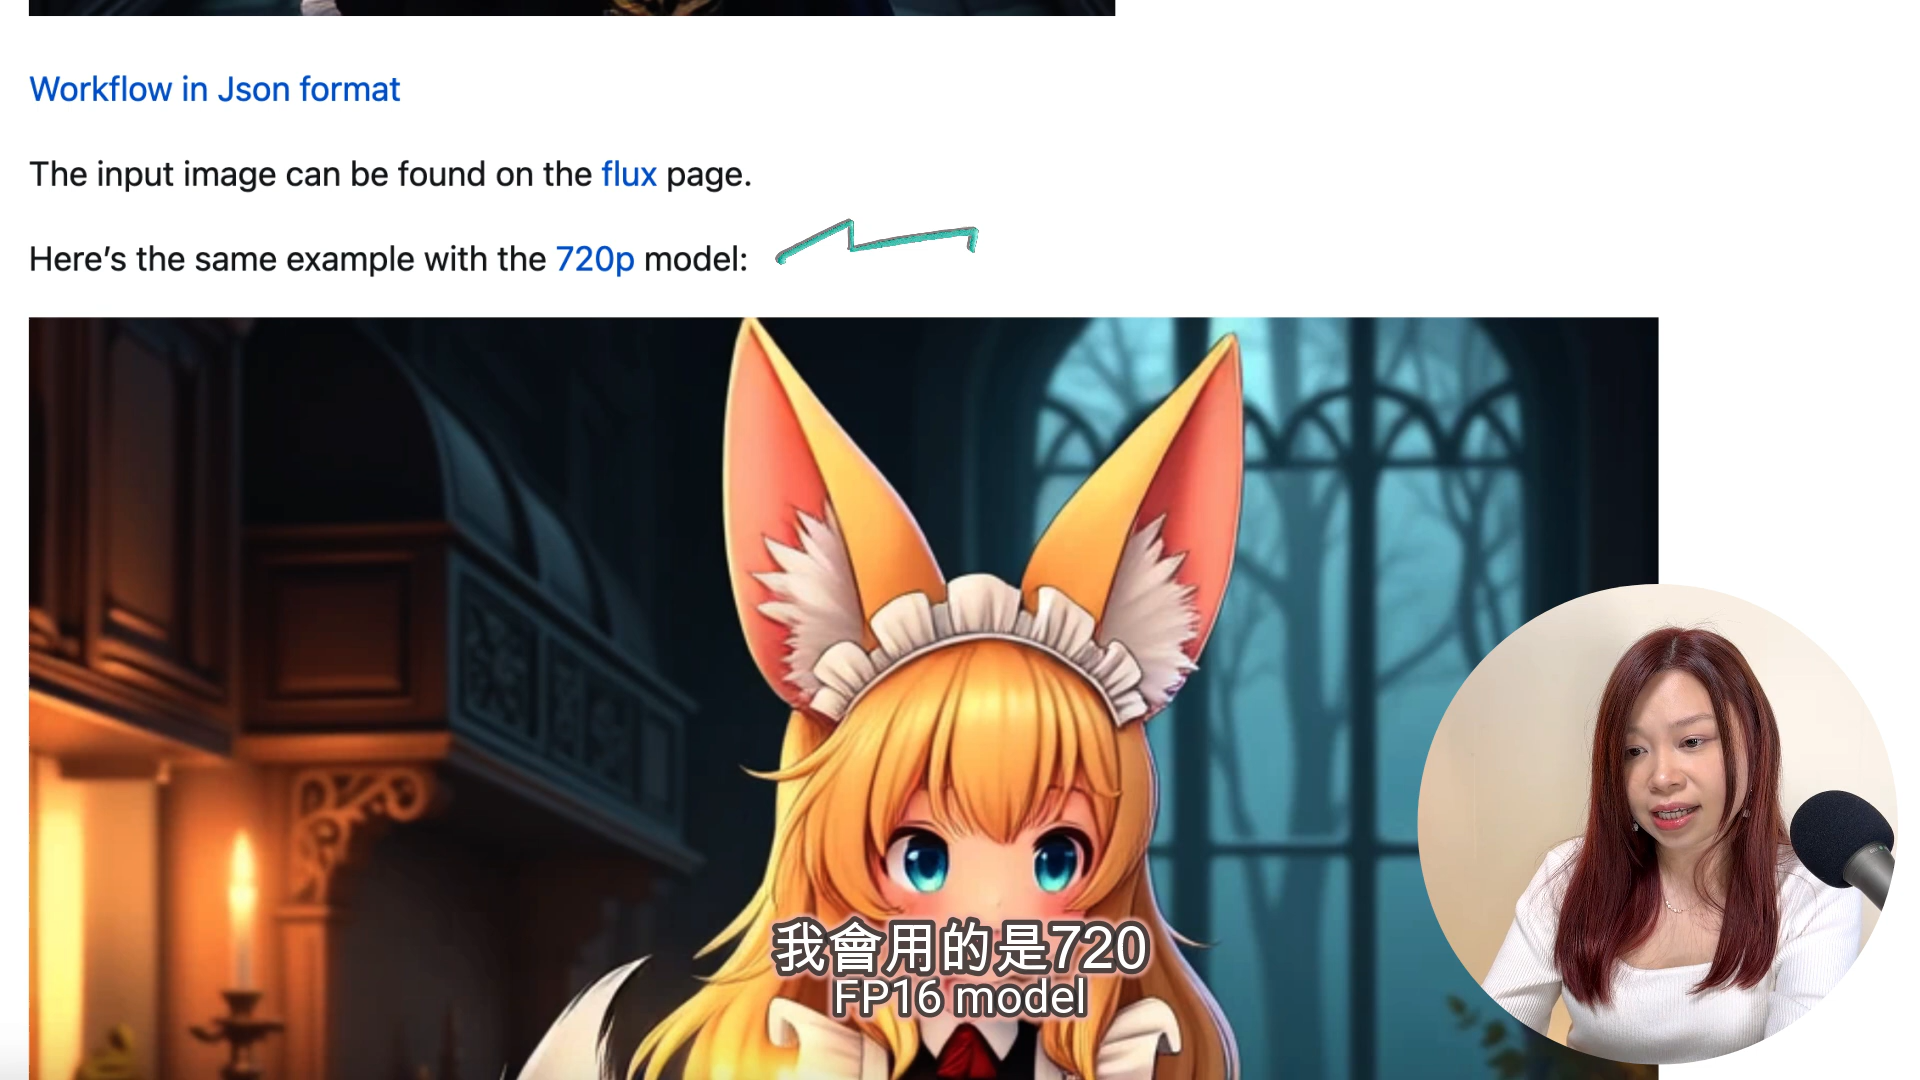 Workflow in Json format
The input image can be found on the flux page.
Here’s the same example with the 720p model:
我會用的是720
FP16 model